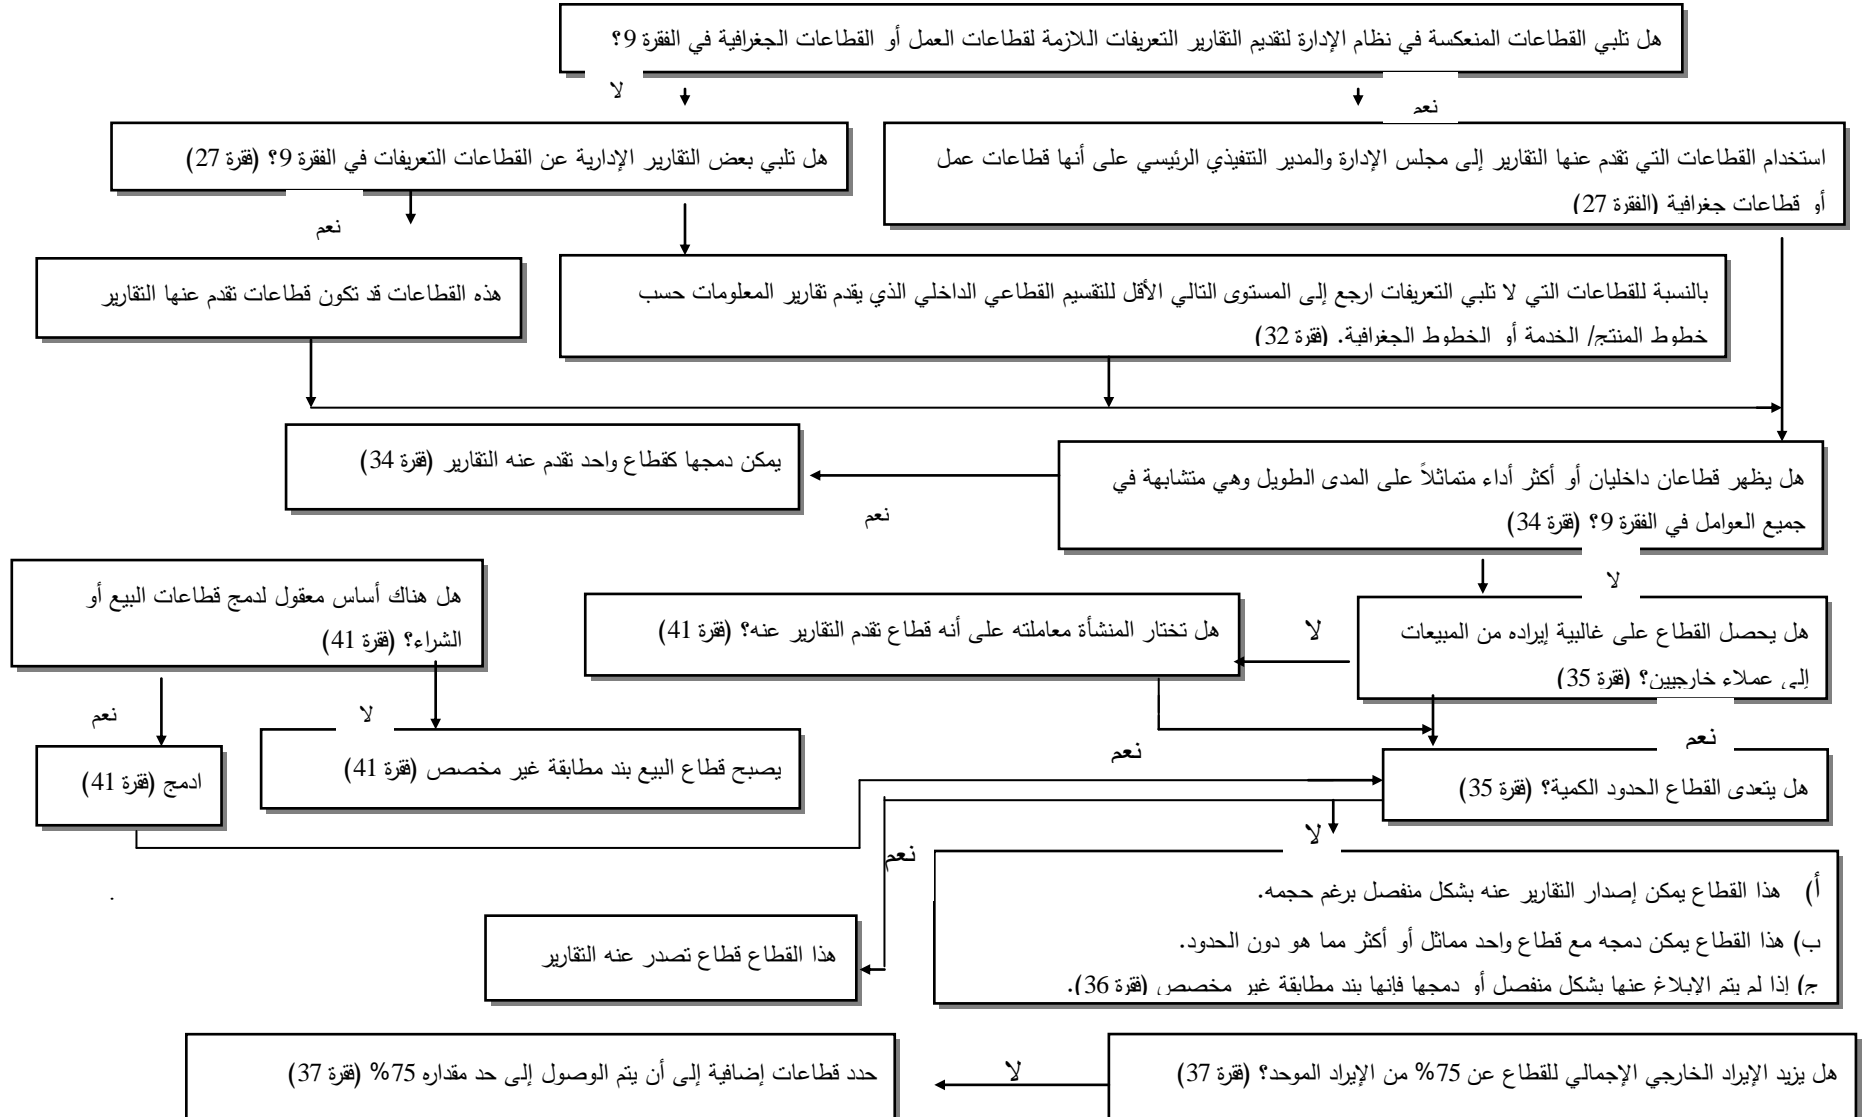 هل تلبي القطاعات المنعكسة في نظام الإدارة لتقديم التقارير التعريفات اللازمة لقطاعات العمل أو القطاعات الجغرافية في الفقرة 9؟
نعم
لا
استخدام القطاعات التي تقدم عنها التقارير إلى مجلس الإدارة والمدير التنفيذي الرئيسي على أنها قطاعات عمل
أو قطاعات جغرافية (الفقرة 27)
هل تلبي بعض التقارير الإدارية عن القطاعات التعريفات في الفقرة 9؟ (فقرة 27)
نعم
بالنسبة للقطاعات التي لا تلبي التعريفات ارجع إلى المستوى التالي الأقل للتقسيم القطاعي الداخلي الذي يقدم تقارير المعلومات حسب
خطوط المنتج/ الخدمة أو الخطوط الجغرافية. (فقرة 32)
هذه القطاعات قد تكون قطاعات تقدم عنها التقارير
هل يظهر قطاعان داخليان أو أكثر أداء متماثلاً على المدى الطويل وهي متشابهة في
جميع العوامل في الفقرة 9؟ (فقرة 34)
نعم
يمكن دمجها كقطاع واحد تقدم عنه التقارير (فقرة 34)
لا
هل يحصل القطاع على غالبية إيراده من المبيعات
إلى عملاء خارجيين؟ (فقرة 35)
لا
هل تختار المنشأة معاملته على أنه قطاع تقدم التقارير عنه؟ (فقرة 41)
هل هناك أساس معقول لدمج قطاعات البيع أو
الشراء؟ (فقرة 41)
نعم
نعم
لا
نعم
هل يتعدى القطاع الحدود الكمية؟ (فقرة 35)
يصبح قطاع البيع بند مطابقة غير مخصص (فقرة 41)
ادمج (فقرة 41)
لا
نعم
أ) هذا القطاع يمكن إصدار التقارير عنه بشكل منفصل برغم حجمه.
ب) هذا القطاع يمكن دمجه مع قطاع واحد مماثل أو أكثر مما هو دون الحدود.
ج) إذا لم يتم الإبلاغ عنها بشكل منفصل أو دمجها فإنها بند مطابقة غير مخصص (فقرة 36).
هذا القطاع قطاع تصدر عنه التقارير
هل يزيد الإيراد الخارجي الإجمالي للقطاع عن 75% من الإيراد الموحد؟ (فقرة 37)
لا
حدد قطاعات إضافية إلى أن يتم الوصول إلى حد مقداره 75% (فقرة 37)